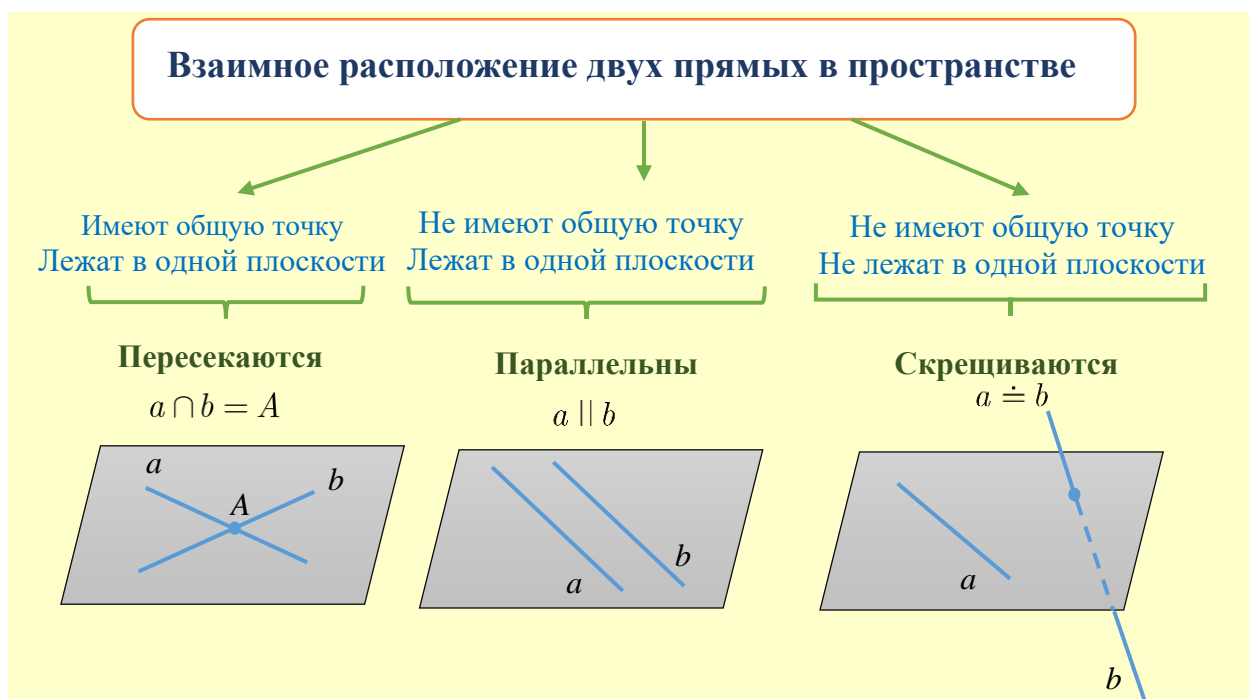 Взаимное расположение двух прямых в пространстве
Имеют общую точку
Лежат в одной плоскости
Не имеют общую точку
Лежат в одной плоскости
Не имеют общую точку
Не лежат в одной плоскости
Пересекаются
a ∩ b = A
Параллельны
a || b
Скрещиваются
a ≐ b
a
b
A
a
b
a
b